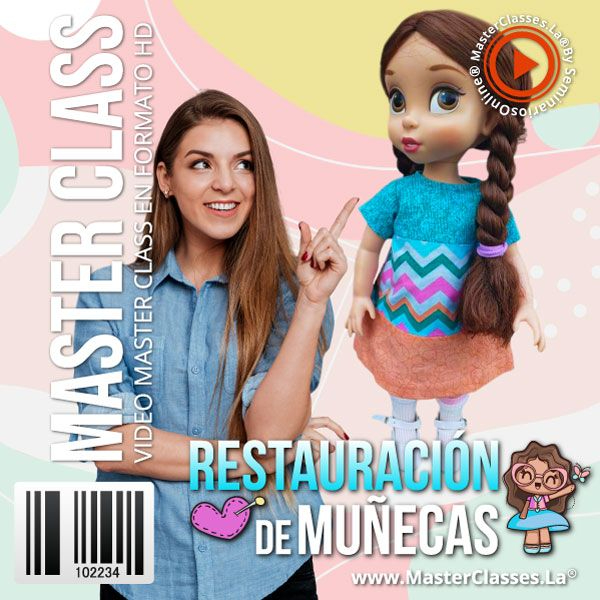 MASTER CLASS
VIDEO MASTER CLASS EN FORMATO HD
MasterClasses.La®By SeminariosOnline®
RESTAURACIÓN
DE MUÑECAS
102234
www.MasterClasses.La®